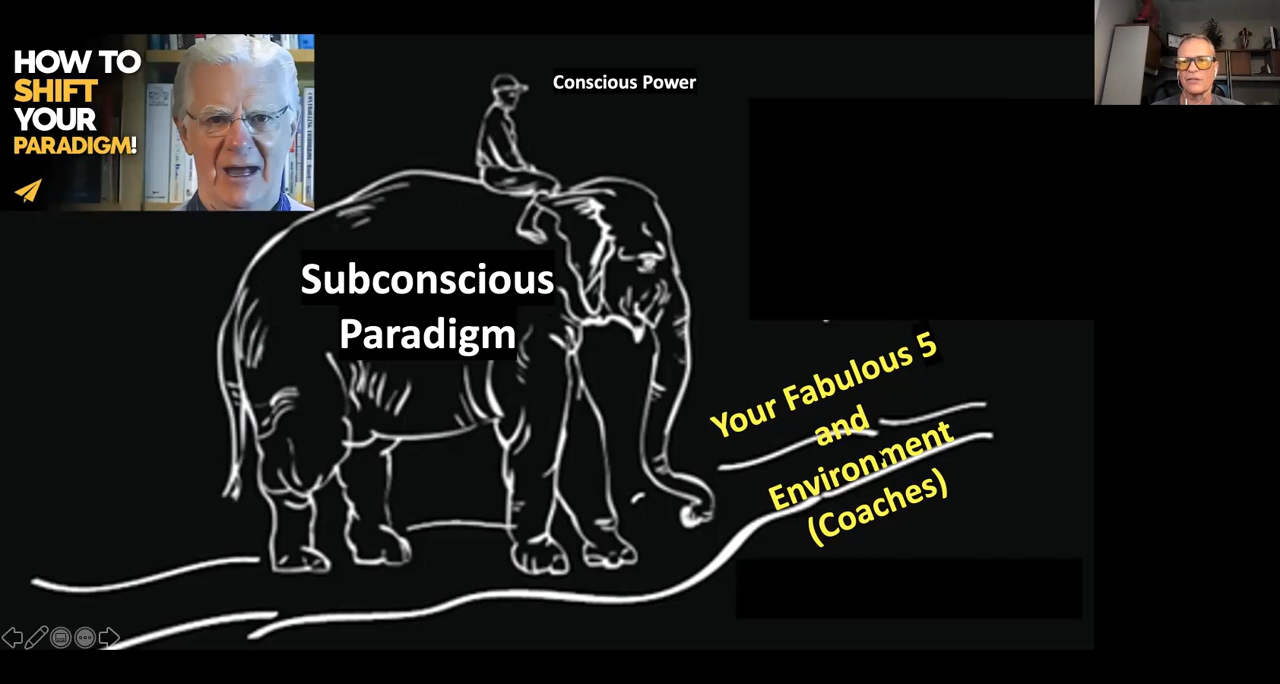 HOW TO
SHIFT
YOUR
PARADIGM!
Conscious Power
Subconscious
Paradigm
Your Fabulous 5
and
Environment
(Coaches)